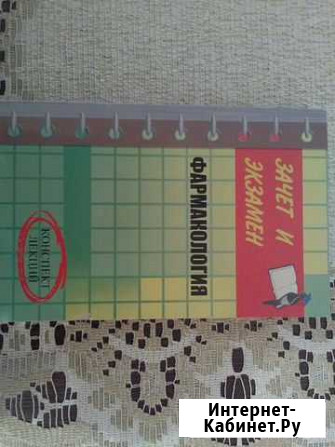 ЗАЧЕТ И
ЭКЗАМЕН
ФАРМАКОЛОГИЯ
КОНСПЕКТ
ЛЕКЦИЙ
Интернет-
Кабинет.Ру